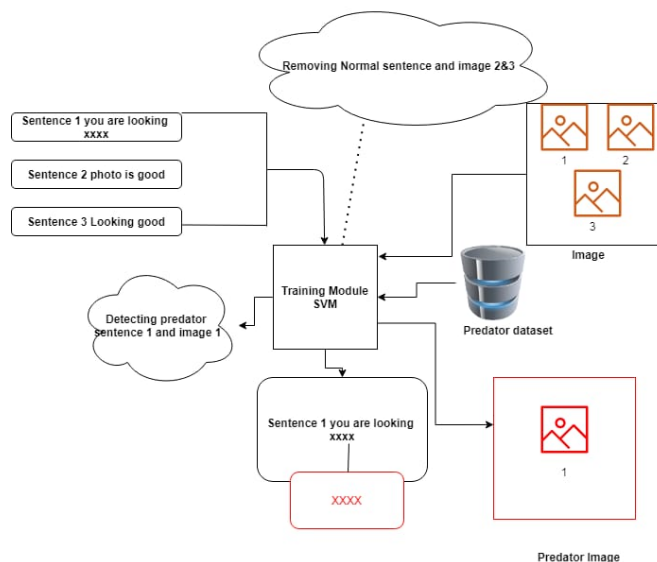 Removing Normal sentence and image 2&3
Sentence 1 you are looking
xxxx
Sentence 2 photo is good
Sentence 3 Looking good
1
2
3
Image
Training Module
SVM
Predator dataset
Detecting predator
sentence 1 and image 1
Sentence 1 you are looking
xxxx
XXXX
1
Predator Image